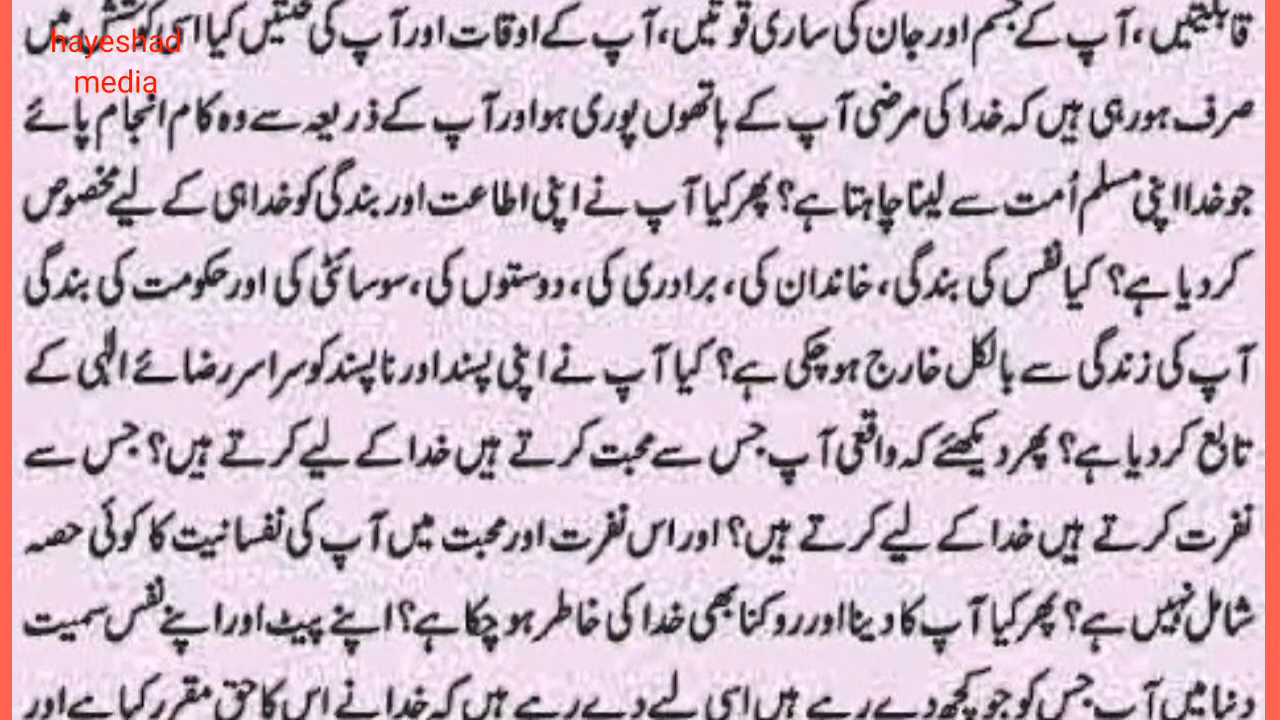 قابلیتیں، آپ کے جسم اور جان کی ساری قوتیں، آپ کے اوقات اور آپ کی محنتیں کیا اسی کوشش میں
hayeshad
media
صرف ہو رہی ہیں کہ خدا کی مرضی آپ کے ہاتھوں پوری ہو اور آپ کے ذریعہ سے وہ کام انجام پائے
جو خدا اپنی مسلم اُمت سے لینا چاہتا ہے؟ پھر کیا آپ نے اپنی اطاعت اور بندگی کو خدا ہی کے لیے مخصوص
کر دیا ہے؟ کیا نفس کی بندگی، خاندان کی، برادری کی، دوستوں کی، سوسائٹی کی اور حکومت کی بندگی
آپ کی زندگی سے بالکل خارج ہو چکی ہے؟ کیا آپ نے اپنی پسند اور ناپسند کو سراسر رضائے الٰہی کے
تابع کر دیا ہے؟ پھر دیکھئے کہ واقعی آپ جس سے محبت کرتے ہیں خدا کے لیے کرتے ہیں؟ جس سے
نفرت کرتے ہیں خدا کے لیے کرتے ہیں؟ اور اس نفرت اور محبت میں آپ کی نفسانیت کا کوئی حصہ
شامل نہیں ہے؟ پھر کیا آپ کا دینا اور روکنا بھی خدا کی خاطر ہو چکا ہے؟ اپنے پیٹ اور اپنے نفس سمیت
دنیا میں آپ جس کو جو کچھ دے رہے ہیں اسی لیے دے رہے ہیں کہ خدا نے اس کا حق مقرر کیا ہے اور